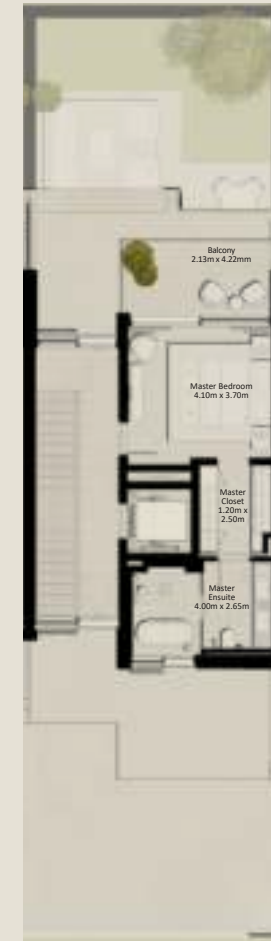 Balcony
2.13m x 4.22mm
Master Bedroom
4.10m x 3.70m
Master
Closet
1.20m x
2.50m
Master
Ensuite
4.00m x 2.65m